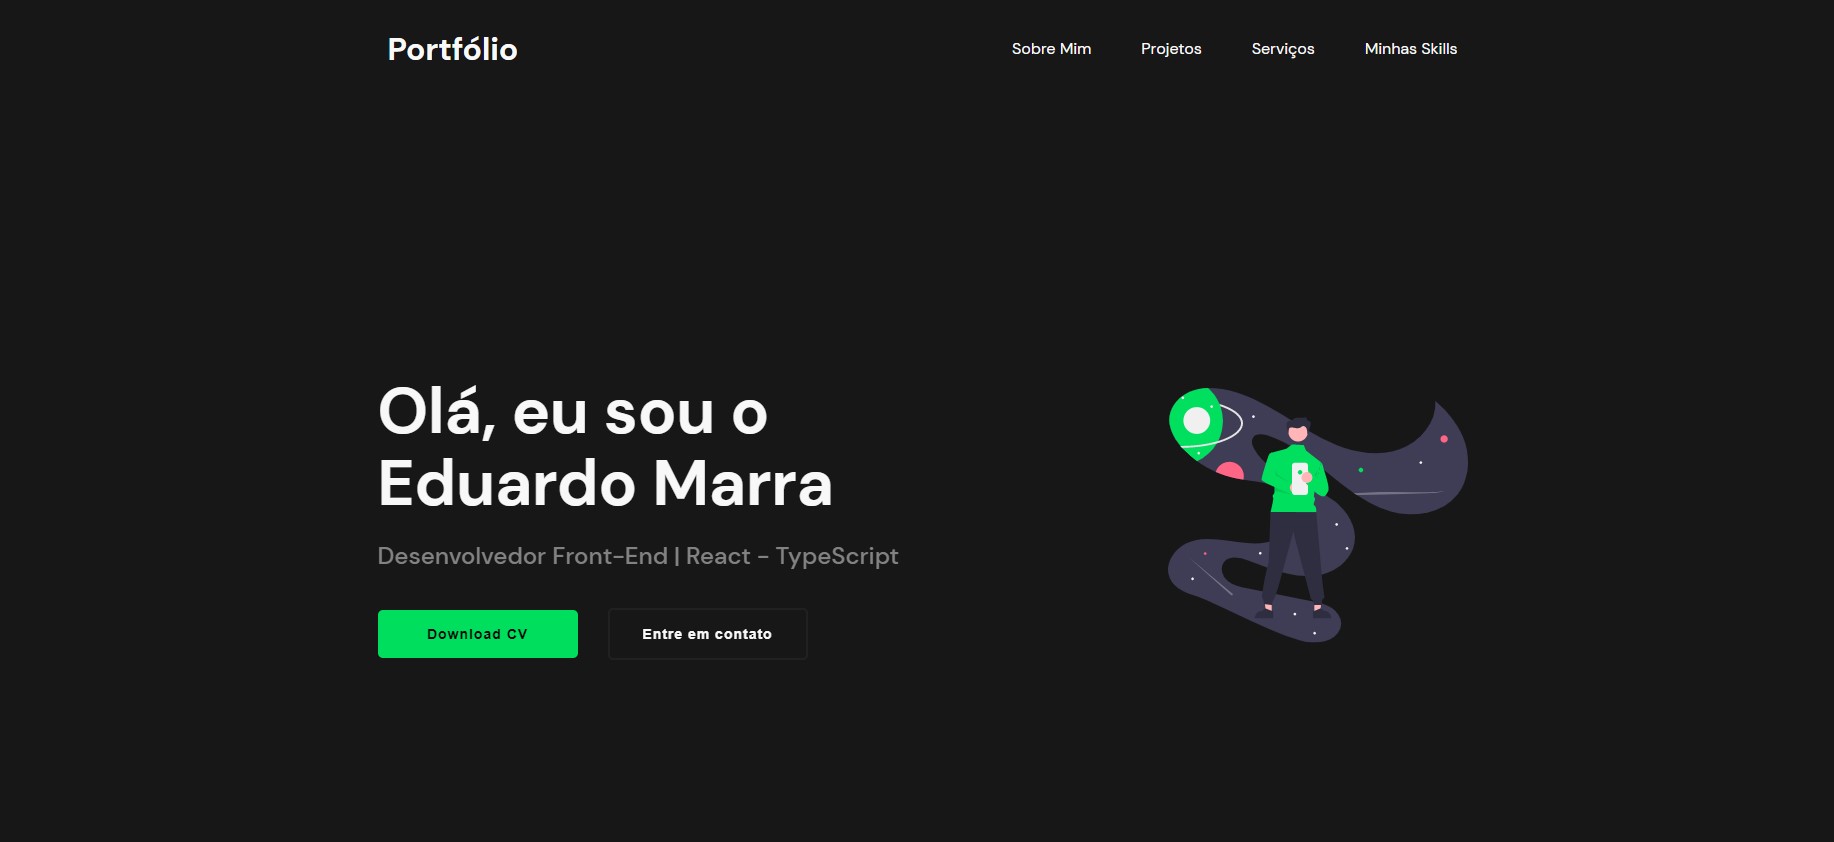 Portfólio
Sobre Mim Projetos Serviços Minhas Skills
Olá, eu sou o
Eduardo Marra
Desenvolvedor Front-End | React - TypeScript
Download CV Entre em contato